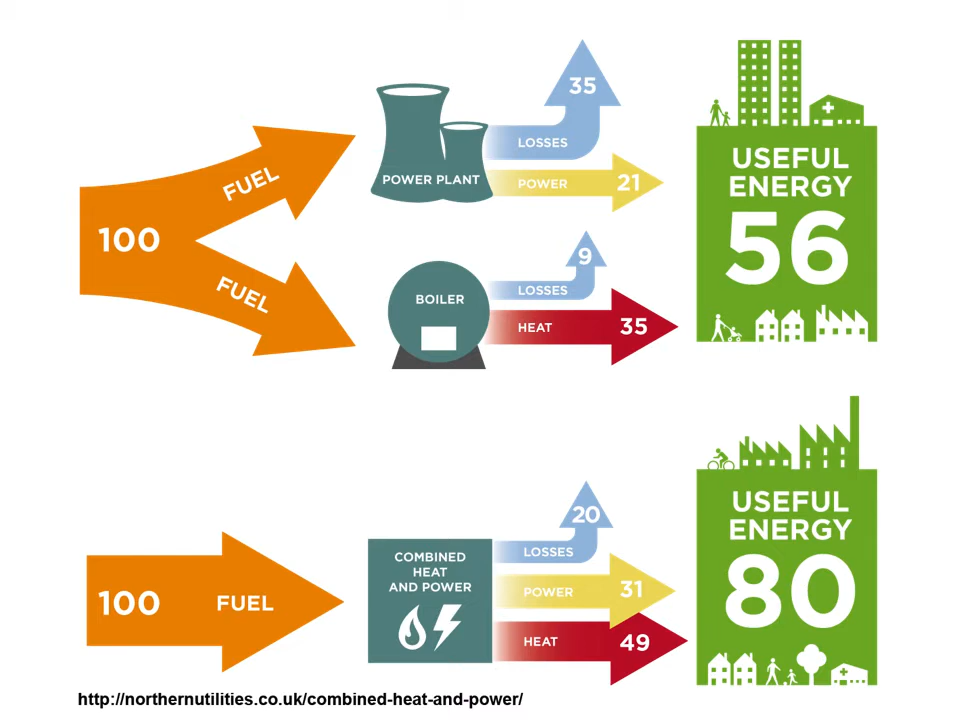 100
FUEL
FUEL
POWER PLANT
LOSSES
35
POWER
21
BOILER
LOSSES
9
HEAT
35
USEFUL
ENERGY
56
100
FUEL
COMBINED
HEAT
AND POWER
LOSSES
20
POWER
31
HEAT
49
USEFUL
ENERGY
80
http://northernutilities.co.uk/combined-heat-and-power/